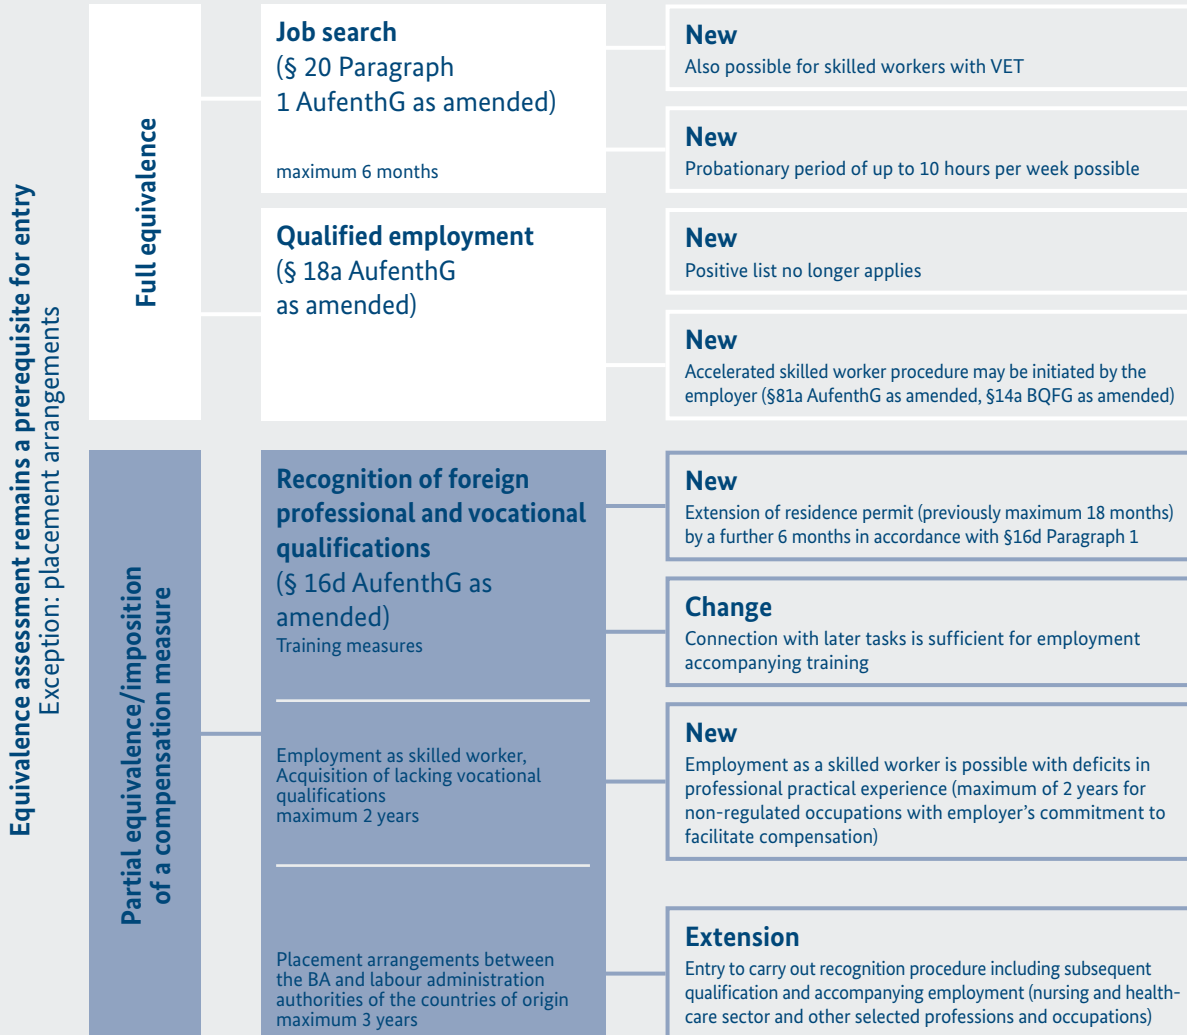 Equivalence assessment remains a prerequisite for entry
Exception: placement arrangements
Full equivalence
Job search
(§ 20 Paragraph
1 AufenthG as amended)
maximum 6 months
New
Also possible for skilled workers with VET
New
Probationary period of up to 10 hours per week possible
Qualified employment
(§ 18a AufenthG
as amended)
New
Positive list no longer applies
New
Accelerated skilled worker procedure may be initiated by the
employer (§81a AufenthG as amended, §14a BQFG as amended)
Partial equivalence/imposition
of a compensation measure
Recognition of foreign
professional and vocational
qualifications
(§ 16d AufenthG as
amended)
Training measures
New
Extension of residence permit (previously maximum 18 months)
by a further 6 months in accordance with §16d Paragraph 1
Change
Connection with later tasks is sufficient for employment
accompanying training
Employment as skilled worker,
Acquisition of lacking vocational
qualifications
maximum 2 years
New
Employment as a skilled worker is possible with deficits in
professional practical experience (maximum of 2 years for
non-regulated occupations with employer’s commitment to
facilitate compensation)
Placement arrangements between
the BA and labour administration
authorities of the countries of origin
maximum 3 years
Extension
Entry to carry out recognition procedure including subsequent
qualification and accompanying employment (nursing and health-
care sector and other selected professions and occupations)